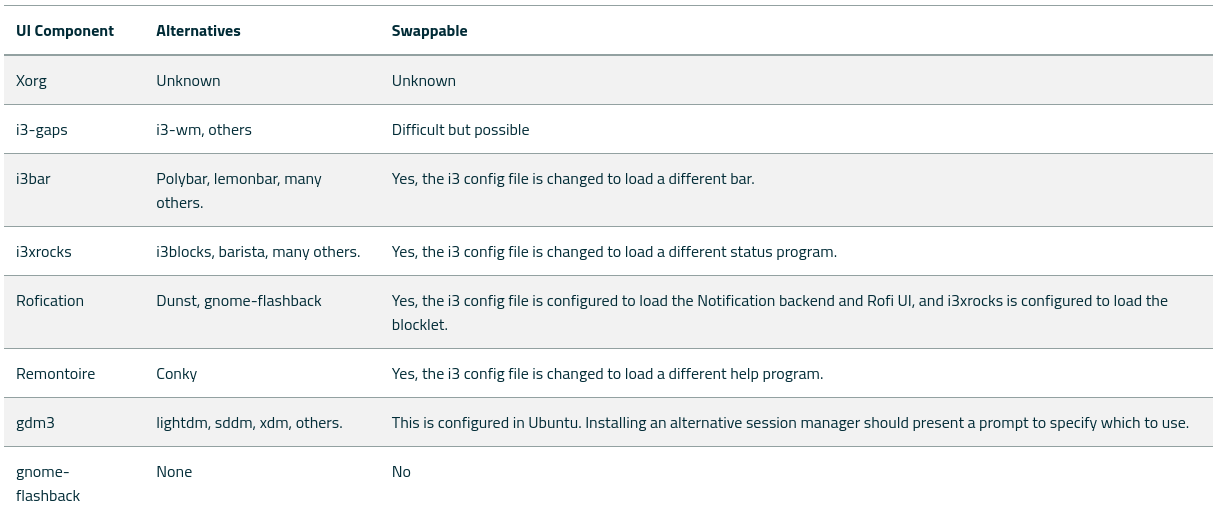 UI Component Alternatives Swappable
Xorg Unknown Unknown
i3-gaps i3-wm, others Difficult but possible
i3bar Polybar, lemonbar, many Yes, the i3 config file is changed to load a different bar.
others.
i3xrocks i3blocks, barista, many others. Yes, the i3 config file is changed to load a different status program.
Rofication Dunst, gnome-flashback Yes, the i3 config file is configured to load the Notification backend and Rofi UI, and i3xrocks is configured to load the
blocklet.
Remontoire Conky Yes, the i3 config file is changed to load a different help program.
gdm3 lightdm, sddm, xdm, others. This is configured in Ubuntu. Installing an alternative session manager should present a prompt to specify which to use.
gnome- None No
flashback